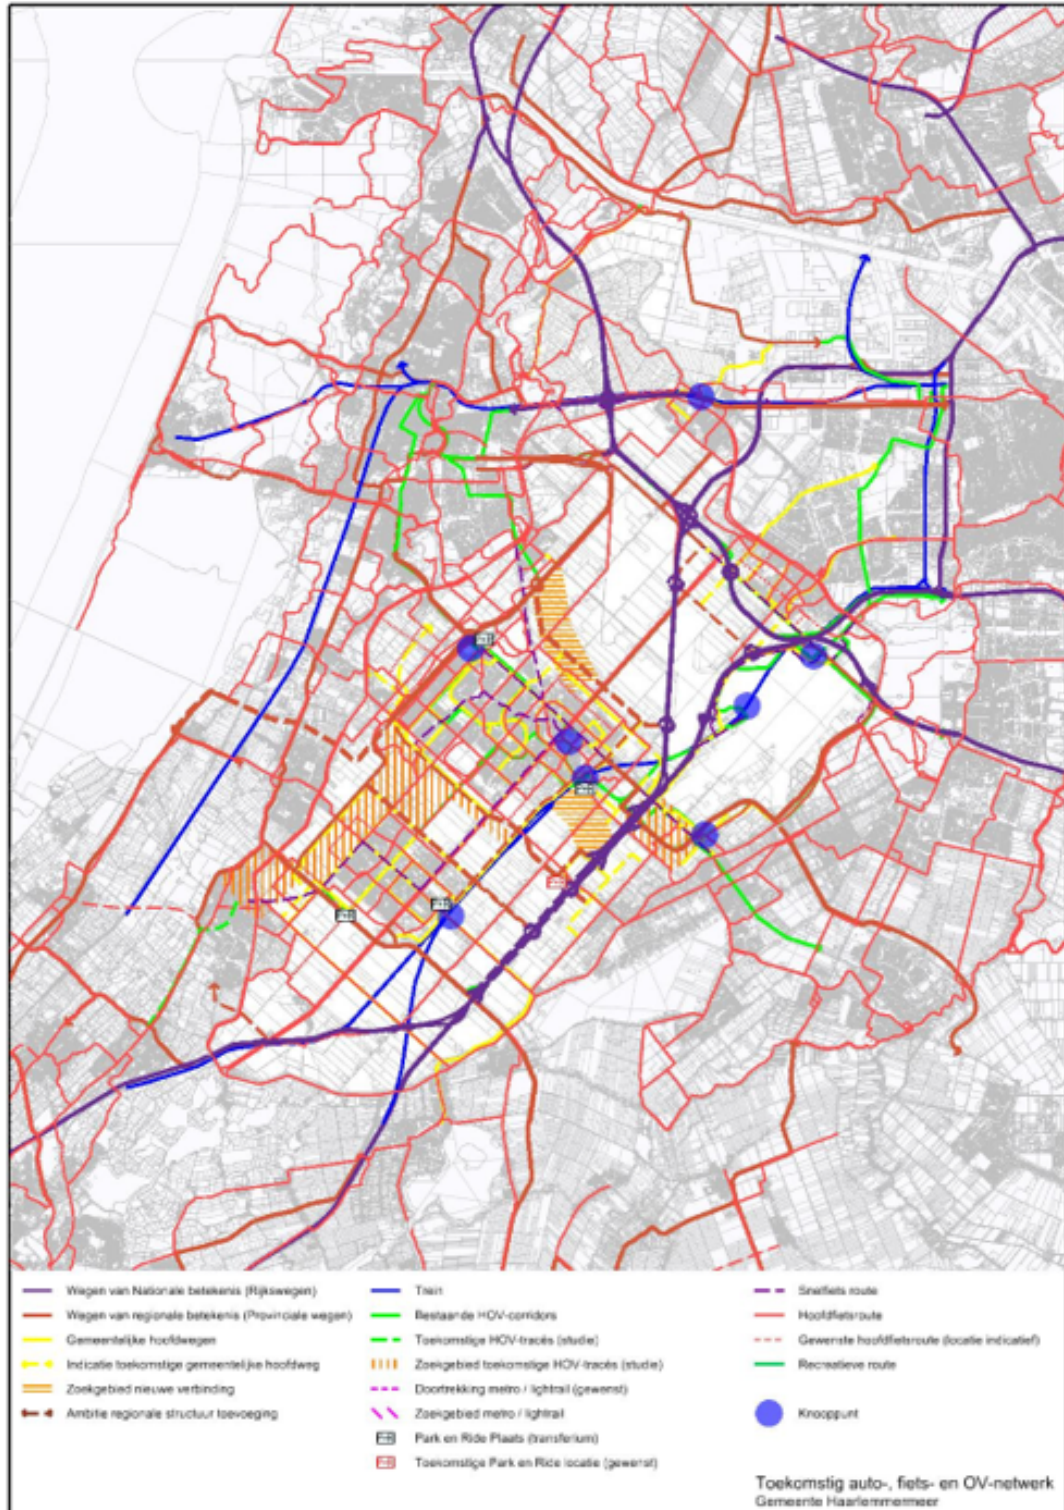 Wegen van Nationale betekenis (Rijkswegen)
Wegen van regionale betekenis (Provinciale wegen)
Gemeentelijke hoofdwegen
Indicatie toekomstige gemeentelijke hoofdweg
Zoekgebied nieuwe verbinding
Ambitie regionale structuur toevoeging
Trein
Bestaande HOV-corridors
Toekomstige HOV-tracés (studie)
Zoekgebied toekomstige HOV-tracés (studie)
Doortrekking metro / lightrail (gewenst)
Zoekgebied metro / lightrail
Park en Ride Plaats (transferium)
Toekomstige Park en Ride locatie (gewenst)
Snelfiets route
Hoofdfietsroute
Gewenste hoofdfietsroute (locatie indicatief)
Recreatieve route
Knooppunt
Toekomstig auto-, fiets- en OV-netwerk
Gemeente Haarlemmermeer